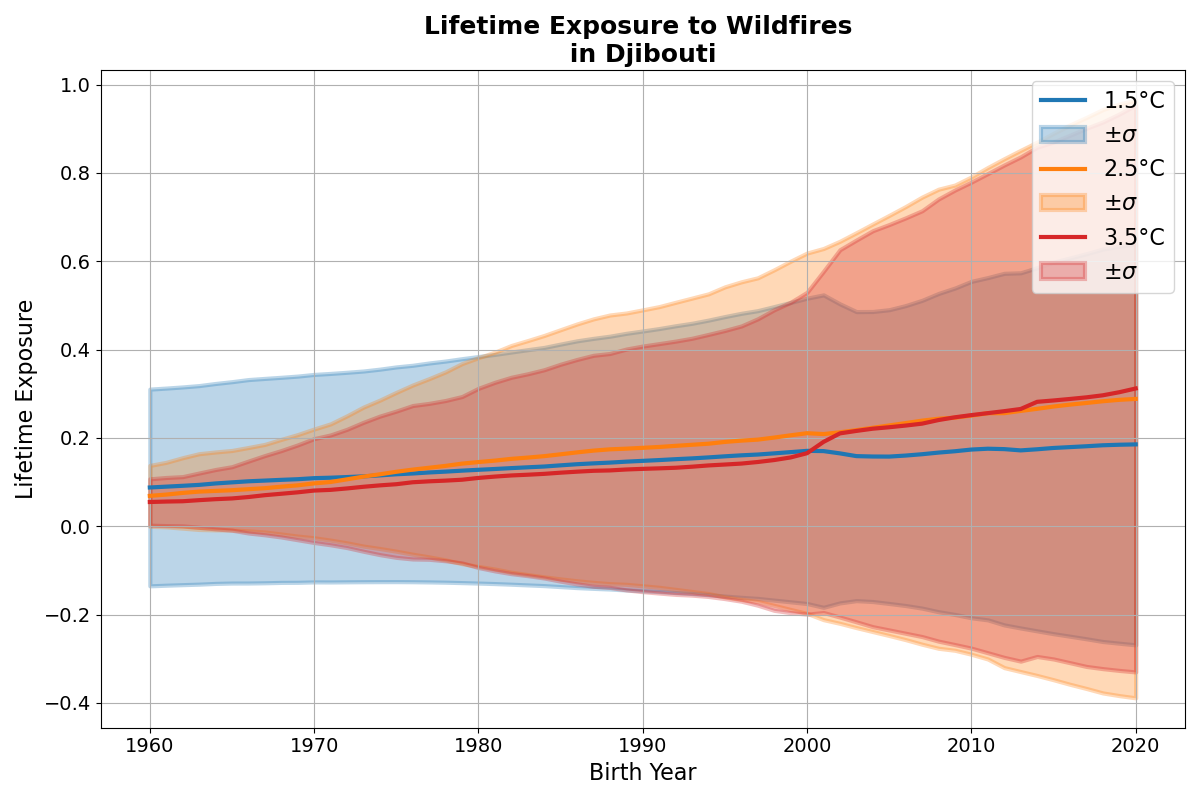 Lifetime Exposure to Wildfires
in Djibouti
1.5°C
±σ
2.5°C
±σ
3.5°C
±σ
Lifetime Exposure
1.0
0.8
0.6
0.4
0.2
0.0
−0.2
−0.4
1960 1970 1980 1990 2000 2010 2020
Birth Year